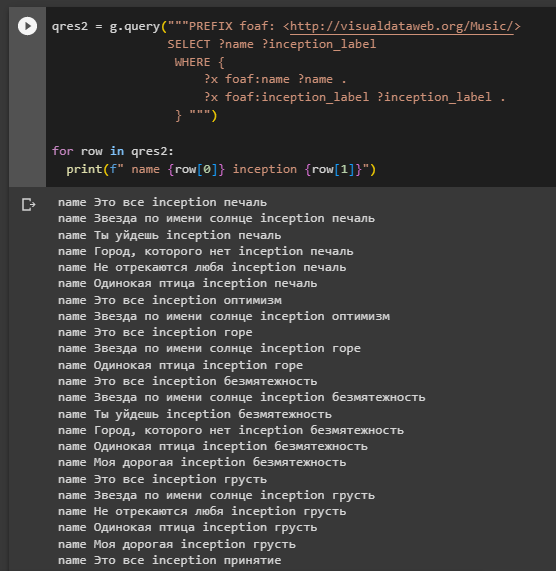 qres2 = g.query("""PREFIX foaf: <http://visualdataweb.org/Music/>
SELECT ?name ?inception_label
WHERE {
?x foaf:name ?name .
?x foaf:inception_label ?inception_label .
} """)
for row in qres2:
print(f" name {row[0]} inception {row[1]}")
name Это все inception печаль
name Звезда по имени солнце inception печаль
name Ты уйдешь inception печаль
name Город, которого нет inception печаль
name Не отрекаются любя inception печаль
name Одинокая птица inception печаль
name Это все inception оптимизм
name Звезда по имени солнце inception оптимизм
name Это все inception горе
name Звезда по имени солнце inception горе
name Одинокая птица inception горе
name Это все inception безмятежность
name Звезда по имени солнце inception безмятежность
name Ты уйдешь inception безмятежность
name Город, которого нет inception безмятежность
name Одинокая птица inception безмятежность
name Моя дорогая inception безмятежность
name Это все inception грусть
name Звезда по имени солнце inception грусть
name Не отрекаются любя inception грусть
name Одинокая птица inception грусть
name Моя дорогая inception грусть
name Это все inception принятие